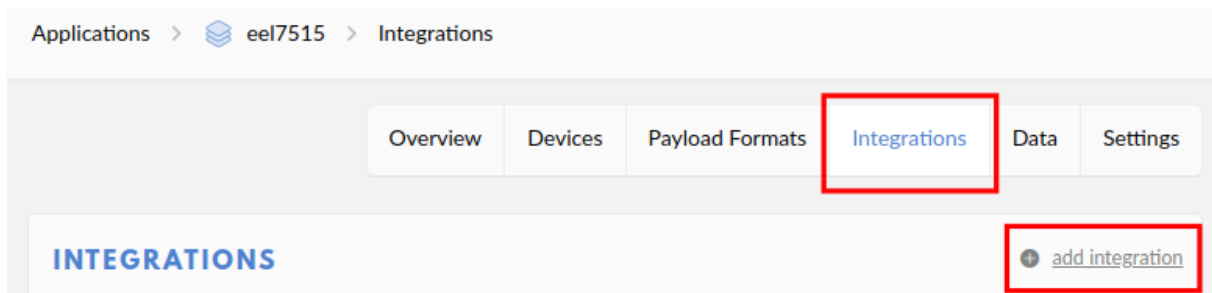 Applications > eel7515 > Integrations
Overview Devices Payload Formats Integrations Data Settings
INTEGRATIONS add integration